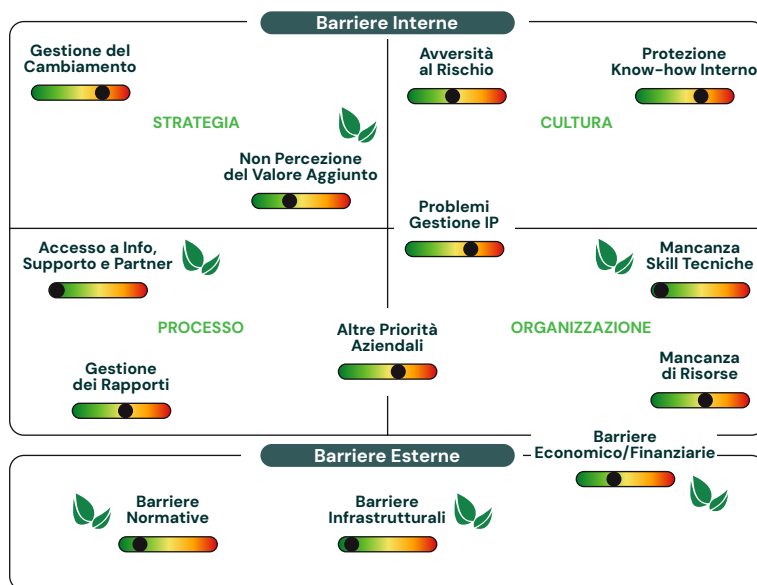 Barriere Interne
Gestione del
Cambiamento
STRATEGIA
Non Percezione
del Valore Aggiunto
Avversità
al Rischio
Protezione
Know-how Interno
CULTURA
Problemi
Gestione IP
Accesso a Info,
Supporto e Partner
PROCESSO
Gestione
dei Rapporti
Altre Priorità
Aziendali
Mancanza
Skill Tecniche
ORGANIZZAZIONE
Mancanza
di Risorse
Barriere Esterne
Barriere
Economico/Finanziarie
Barriere
Normative
Barriere
Infrastrutturali